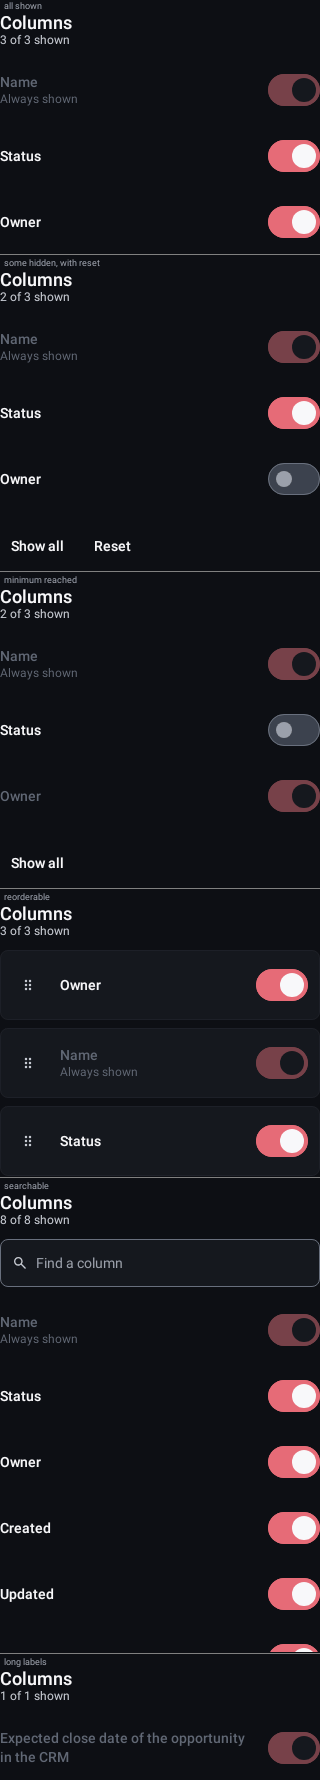 all shown
Columns
3 of 3 shown
Name
Always shown
Status
Owner
some hidden, with reset
Columns
2 of 3 shown
Name
Always shown
Status
Owner
Show all
Reset
minimum reached
Columns
2 of 3 shown
Name
Always shown
Status
Owner
Show all
reorderable
Columns
3 of 3 shown
Owner
Name
Always shown
Status
searchable
Columns
8 of 8 shown
Find a column
Name
Always shown
Status
Owner
Created
Updated
long labels
Columns
1 of 1 shown
Expected close date of the opportunity
in the CRM